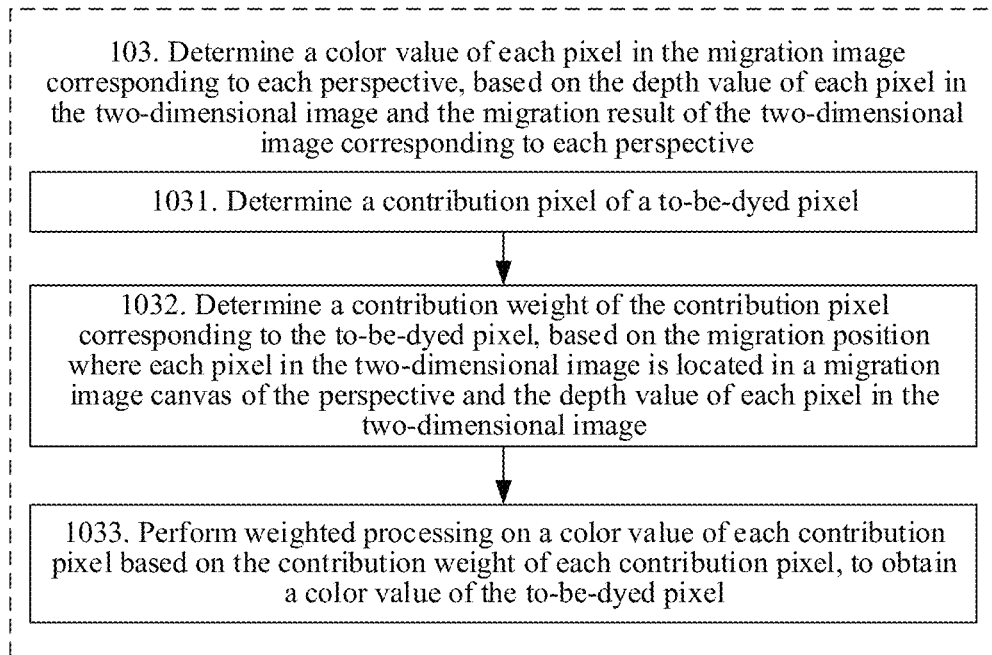 103. Determine a color value of each pixel in the migration image
corresponding to each perspective, based on the depth value of each pixel in
the two-dimensional image and the migration result of the two-dimensional
image corresponding to each perspective
1031. Determine a contribution pixel of a to-be-dyed pixel
1032. Determine a contribution weight of the contribution pixel
corresponding to the to-be-dyed pixel, based on the migration position
where each pixel in the two-dimensional image is located in a migration
image canvas of the perspective and the depth value of each pixel in the
two-dimensional image
1033. Perform weighted processing on a color value of each contribution
pixel based on the contribution weight of each contribution pixel, to obtain
a color value of the to-be-dyed pixel